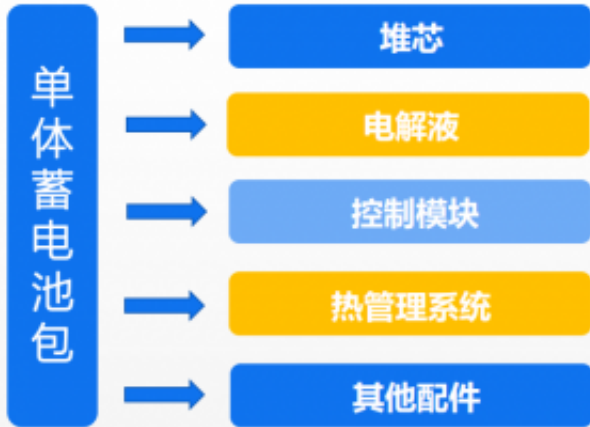 单体蓄电池包
堆芯
电解液
控制模块
热管理系统
其他配件